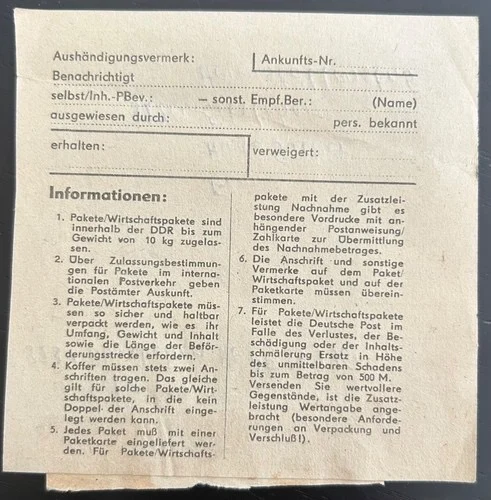 Aushändigungsvermerk:
Ankunfts-Nr.
Benachrichtigt
selbst/Inh.-PBev.: — sonst. Empf.Ber.: (Name)
ausgewiesen durch: pers. bekannt
erhalten:
verweigert:
Informationen:
1. Pakete/Wirtschaftspakete sind
innerhalb der DDR bis zum
Gewicht von 10 kg zugelas-
sen.
2. Über Zulassungsbestimmun-
gen für Pakete im interna-
tionalen Postverkehr geben
die Postämter Auskunft.
3. Pakete/Wirtschaftspakete müs-
sen so sicher und haltbar
verpackt werden, wie es ihr
Umfang, Gewicht und Inhalt
sowie die Länge der Beför-
derungsstrecke erfordern.
4. Koffer müssen stets zwei An-
schriften tragen. Das gleiche
gilt für solche Pakete/Wirt-
schaftspakete, in die kein
Doppel der Anschrift einge-
legt werden kann.
5. Jedes Paket muß mit einer
Paketkarte eingeliefert wer-
den. Für Pakete/Wirtschafts-
pakete mit der Zusatzlei-
stung Nachnahme gibt es
besondere Vordrucke mit an-
hängender Postanweisung/
Zahlkarte zur Übermittlung
des Nachnahmebetrages.
6. Die Anschrift und sonstige
Vermerke auf dem Paket/
Wirtschaftspaket und auf der
Paketkarte müssen überein-
stimmen.
7. Für Pakete/Wirtschaftspakete
leistet die Deutsche Post im
Falle des Verlustes, der Be-
schädigung oder der Inhalts-
schmälerung Ersatz in Höhe
des unmittelbaren Schadens
bis zum Betrag von 500 M.
Versenden Sie wertvollere
Gegenstände, ist die Zusatz-
leistung Wertangabe ange-
bracht (besondere Anforde-
rungen an Verpackung und
Verschluß!).